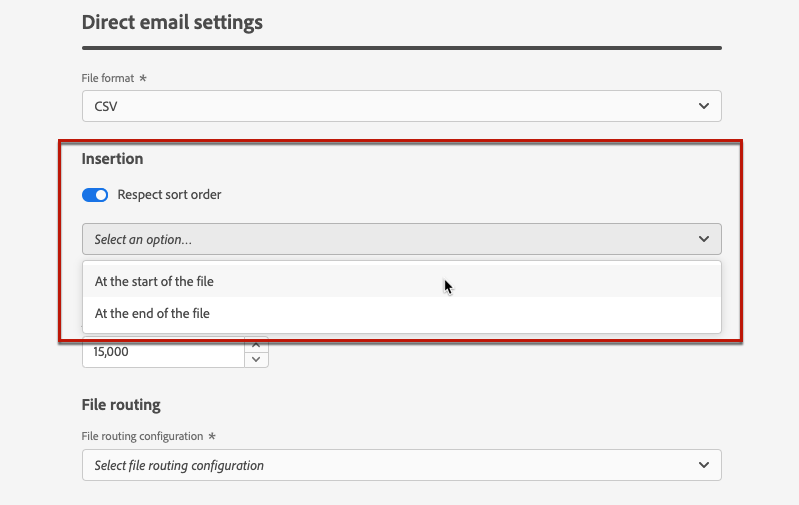 Direct email settings
File format *
CSV
Insertion
Respect sort order
Select an option...
At the start of the file
At the end of the file
15,000
File routing
File routing configuration *
Select file routing configuration